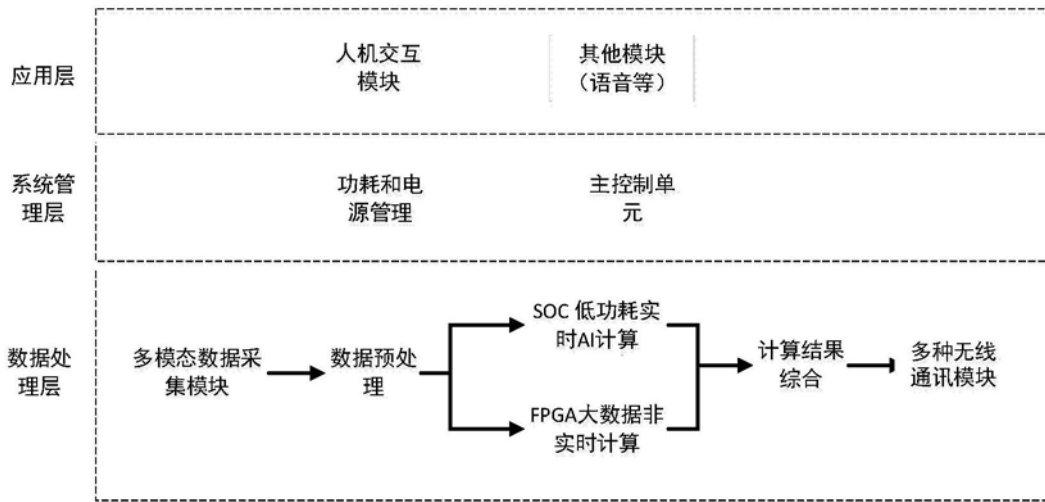 应用层
人机交互
模块
其他模块
（语音等）
系统管
理层
功耗和电
源管理
主控制单
元
数据处
理层
多模态数据采
集模块
数据预处
理
SOC 低功耗实
时AI计算
FPGA大数据非
实时计算
计算结果
综合
多种无线
通讯模块